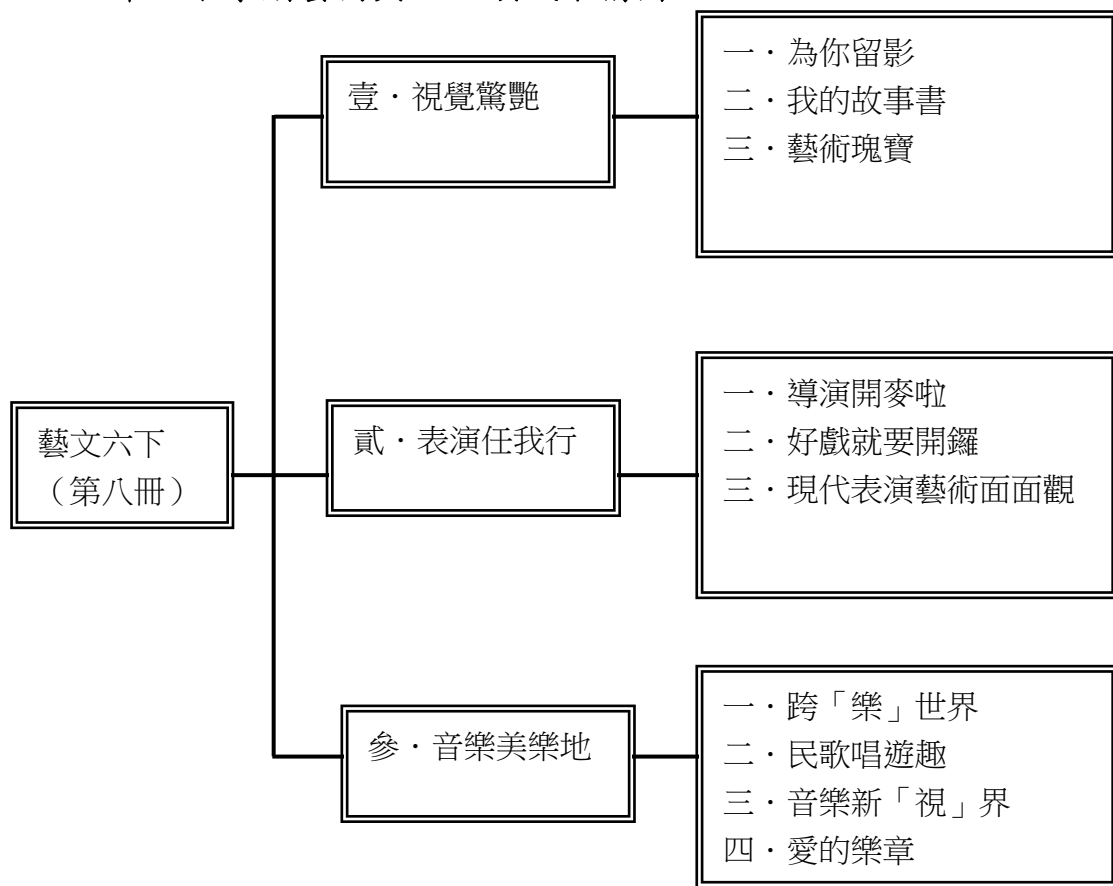 藝文六下
（第八冊）
壹．視覺驚艷
一．為你留影
二．我的故事書
三．藝術瑰寶
貳．表演任我行
一．導演開麥啦
二．好戲就要開鑼
三．現代表演藝術面面觀
參．音樂美樂地
一．跨「樂」世界
二．民歌唱遊趣
三．音樂新「視」界
四．愛的樂章